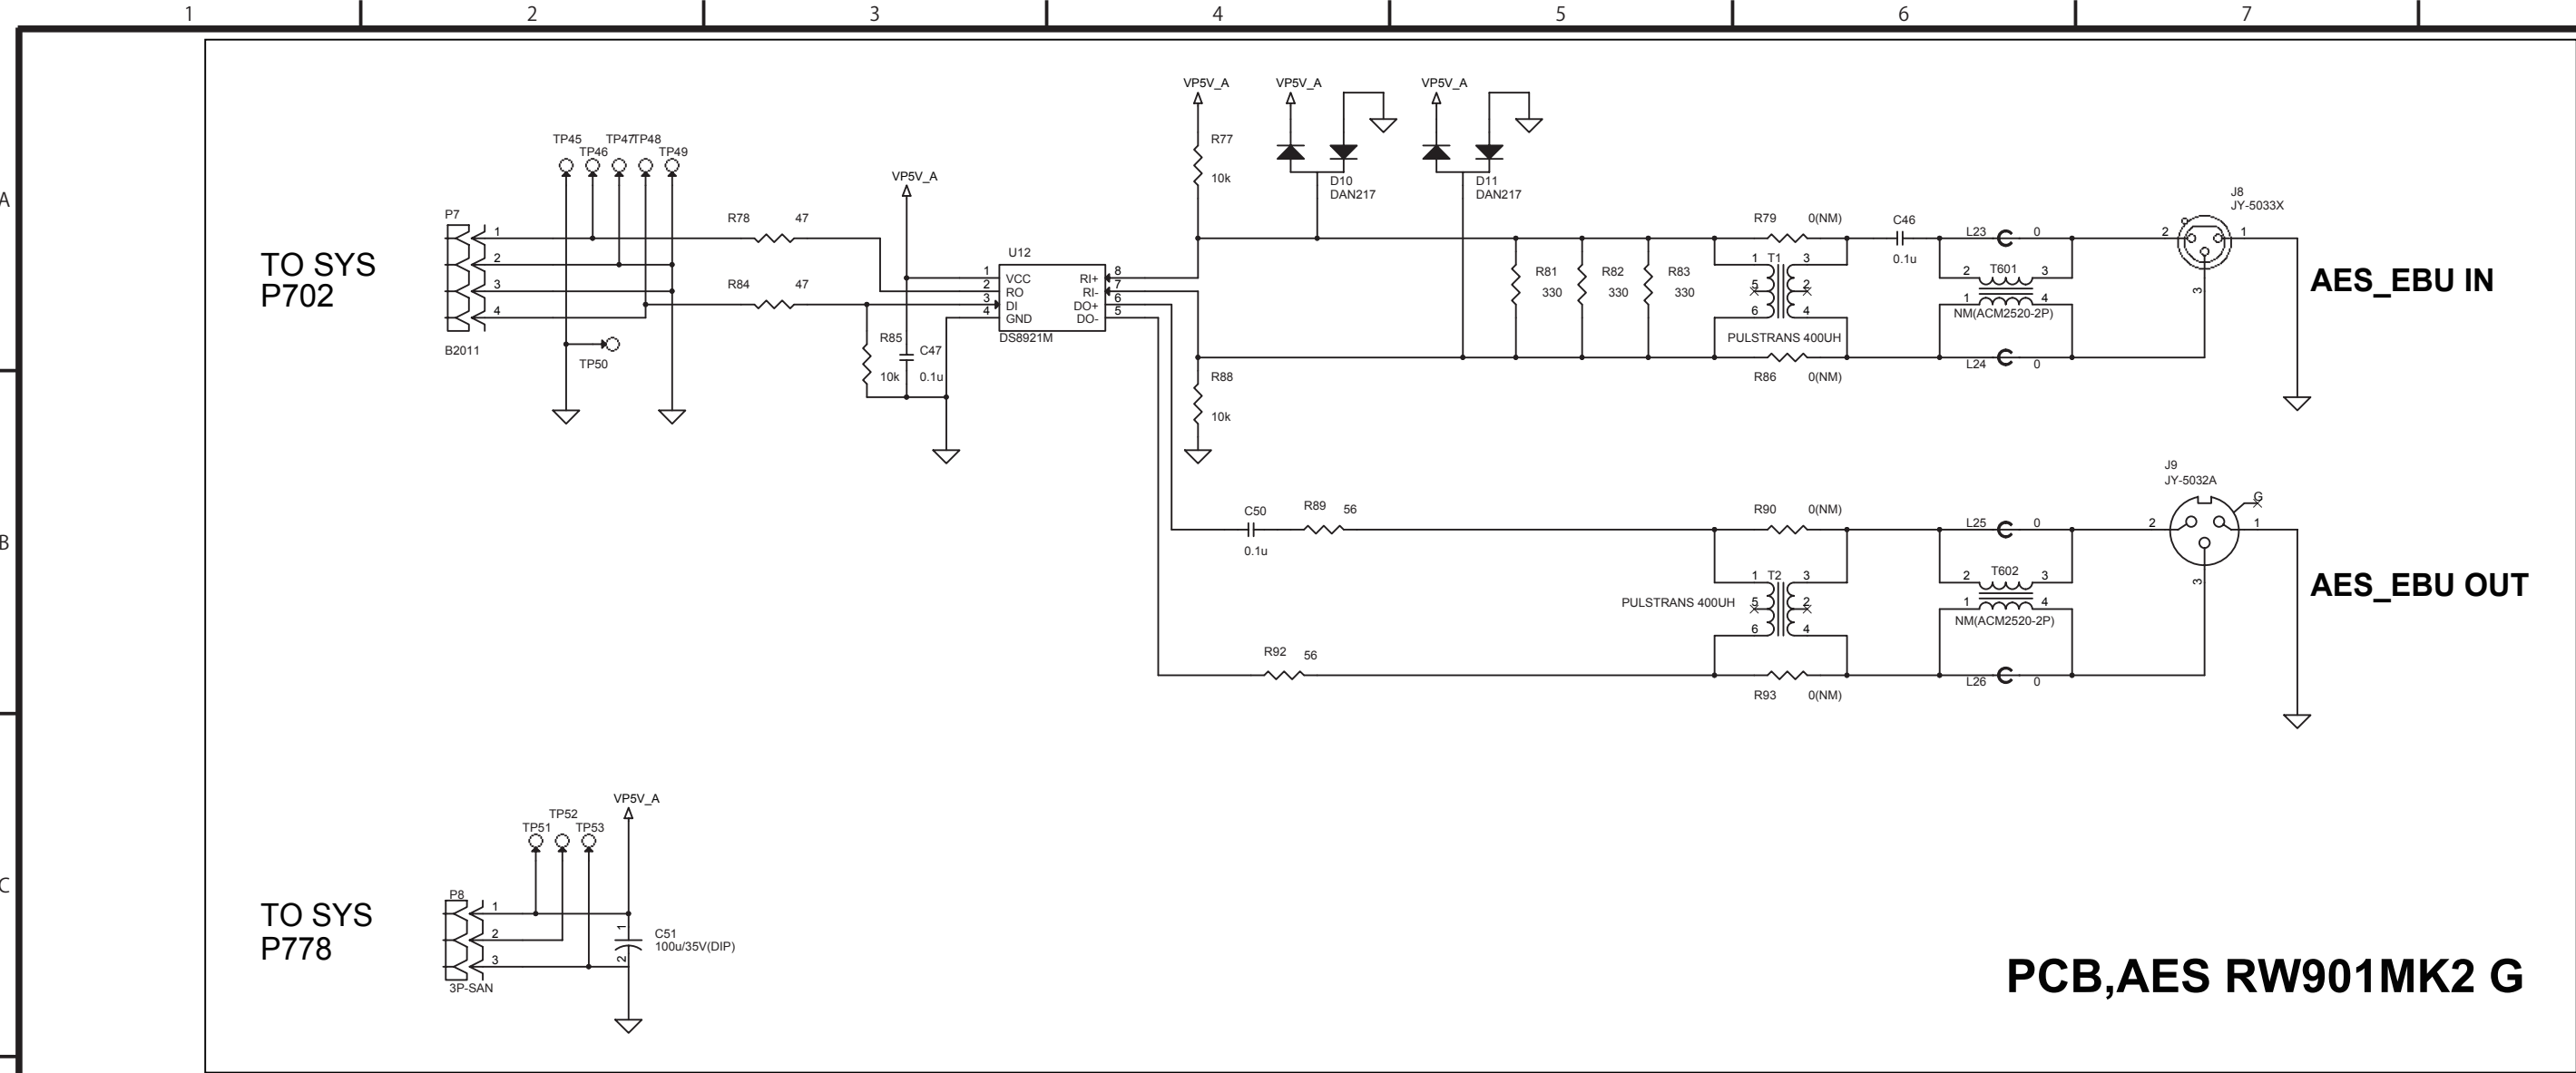 1 2 3 4 5 6 7
A
B
C
TO SYS
P702
P7
B2011
1
2
3
4
TP45
TP46
TP47
TP48
TP49
TP50
R78 47
R84 47
R85
10k
C47
0.1u
VP5V_A
U12
1 VCC
2 RO
3 DI
4 GND
RI+ 8
RI- 7
DO+ 6
DO- 5
DS8921M
VP5V_A
R77
10k
VP5V_A
D10
DAN217
VP5V_A
D11
DAN217
R88
10k
R81
330
R82
330
R83
330
R79 0(NM)
1 T1 3
5 2
6 4
PULSTRANS 400UH
R86 0(NM)
C46
0.1u
L23 0
2 T601 3
1 4
NM(ACM2520-2P)
L24 0
J8
JY-5033X
2 1
3
AES_EBU IN
C50
0.1u
R89 56
R92 56
R90 0(NM)
1 T2 3
PULSTRANS 400UH 5 2
6 4
R93 0(NM)
L25 0
2 T602 3
1 4
NM(ACM2520-2P)
L26 0
J9
JY-5032A
G
2 1
3
AES_EBU OUT
TO SYS
P778
P8
3P-SAN
1
2
3
TP51
TP52
TP53
VP5V_A
1
2
C51
100u/35V(DIP)
PCB,AES RW901MK2 G